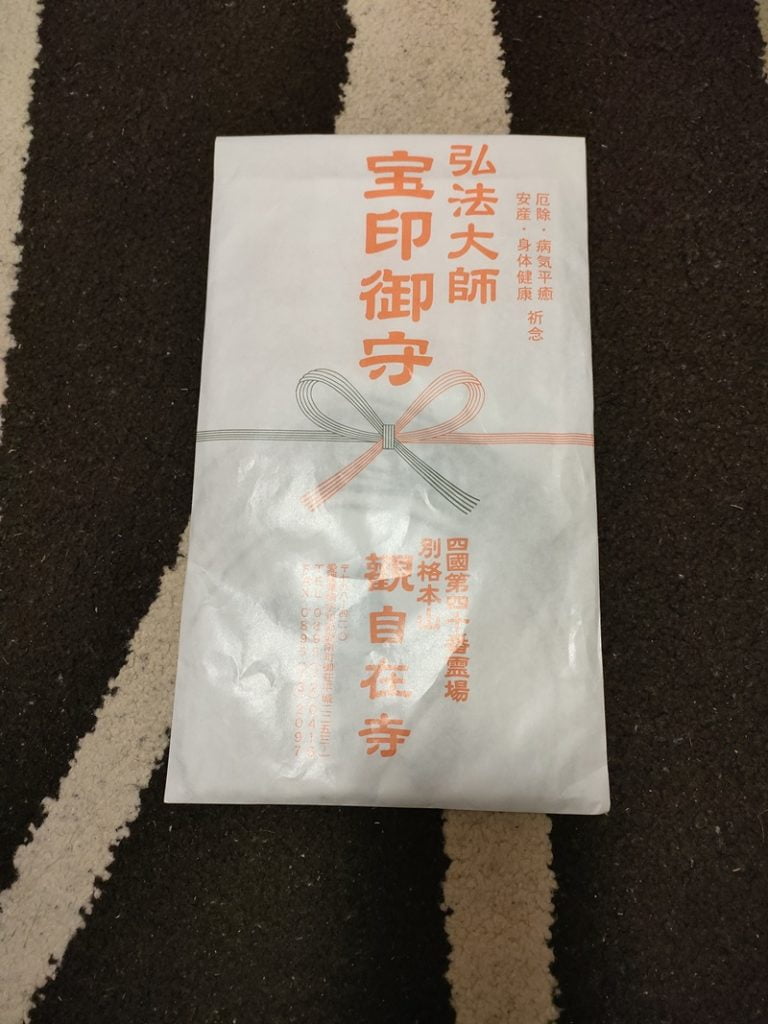 厄除・病気平癒
安産・身体健康
祈念
弘法大師
宝印御守
四國第四十番霊場
別格本山
觀自在寺